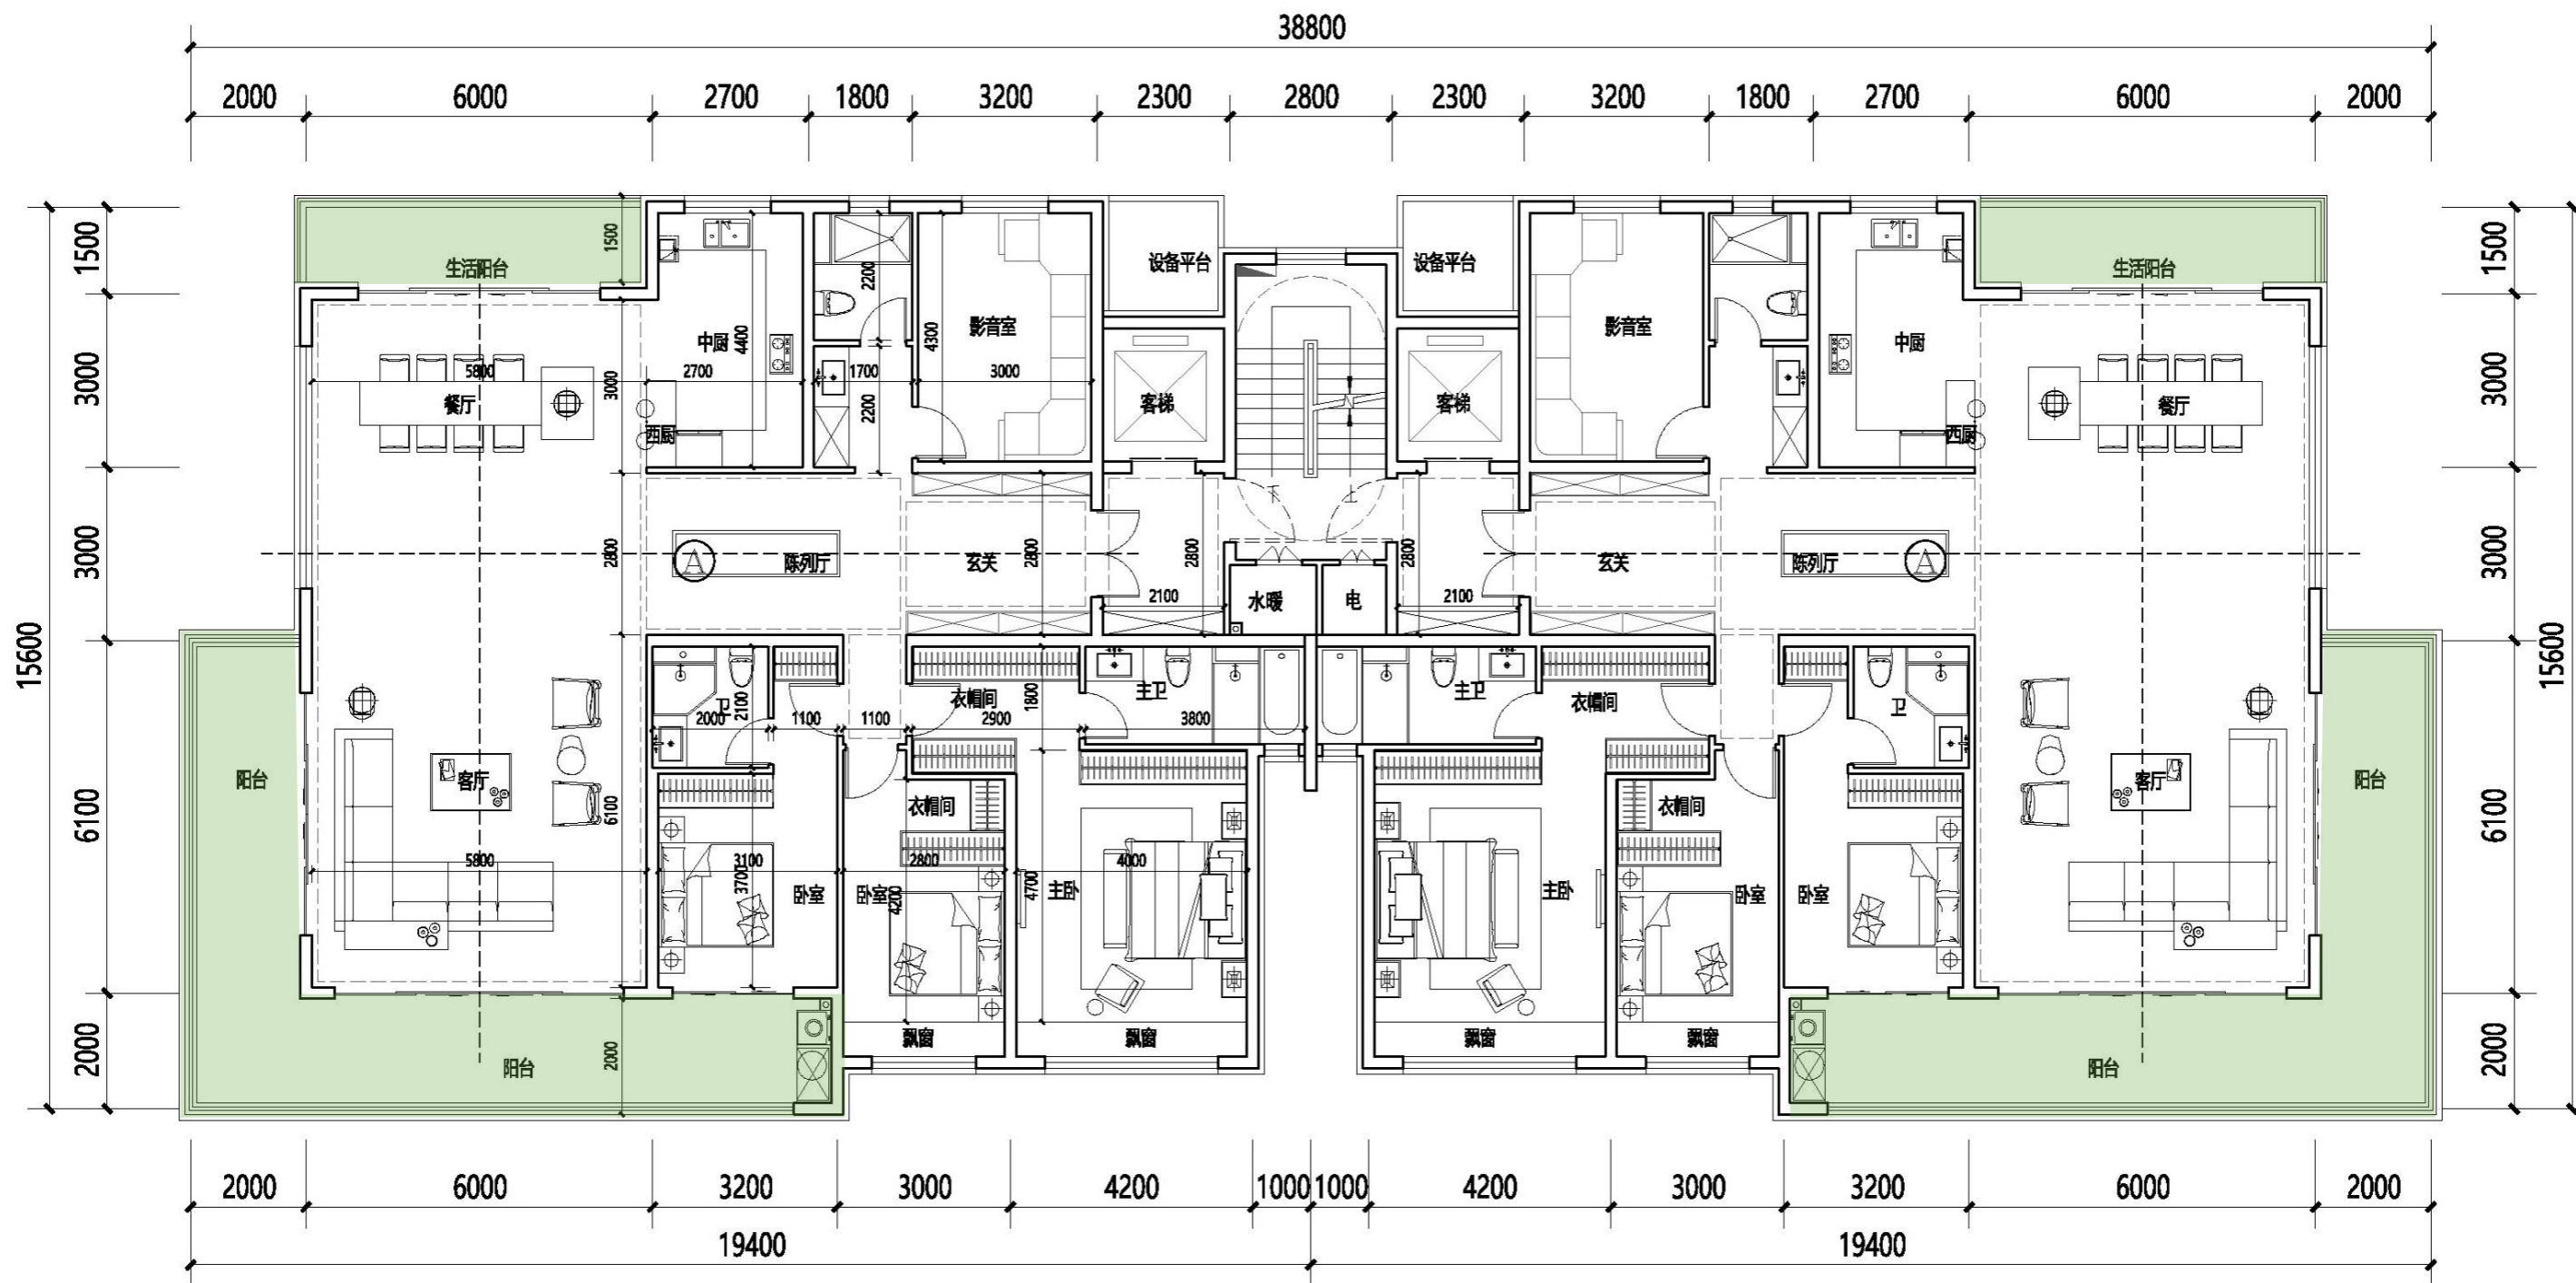 38800
2000 6000 2700 1800 3200 2300 2800 2300 3200 1800 2700 6000 2000
1500 生活阳台 1500 设备平台 设备平台 生活阳台 1500
2200 4300 影音室 影音室
中厨 4400 中厨
3000 5800 3000 2700 1700 3000 3000
餐厅 2200 客梯 客梯 餐厅
西厨 西厨
下 上
3000 2800 A 陈列厅 玄关 2800 2800 2800 玄关 陈列厅 A 3000
2100 水暖 电 2100
15600 15600
卫 2100 衣帽间 1800 主卫 主卫 衣帽间 卫
2000 1100 1100 2900 3800
阳台 客厅 客厅 阳台
6100 6100 衣帽间 衣帽间 6100
5800 3100 2800 4000
3700 卧室 卧室 4200 4700 主卧 主卧 卧室 卧室
飘窗 飘窗 飘窗 飘窗
2000 阳台 2000 阳台 2000
2000 6000 3200 3000 4200 1000 1000 4200 3000 3200 6000 2000
19400 19400